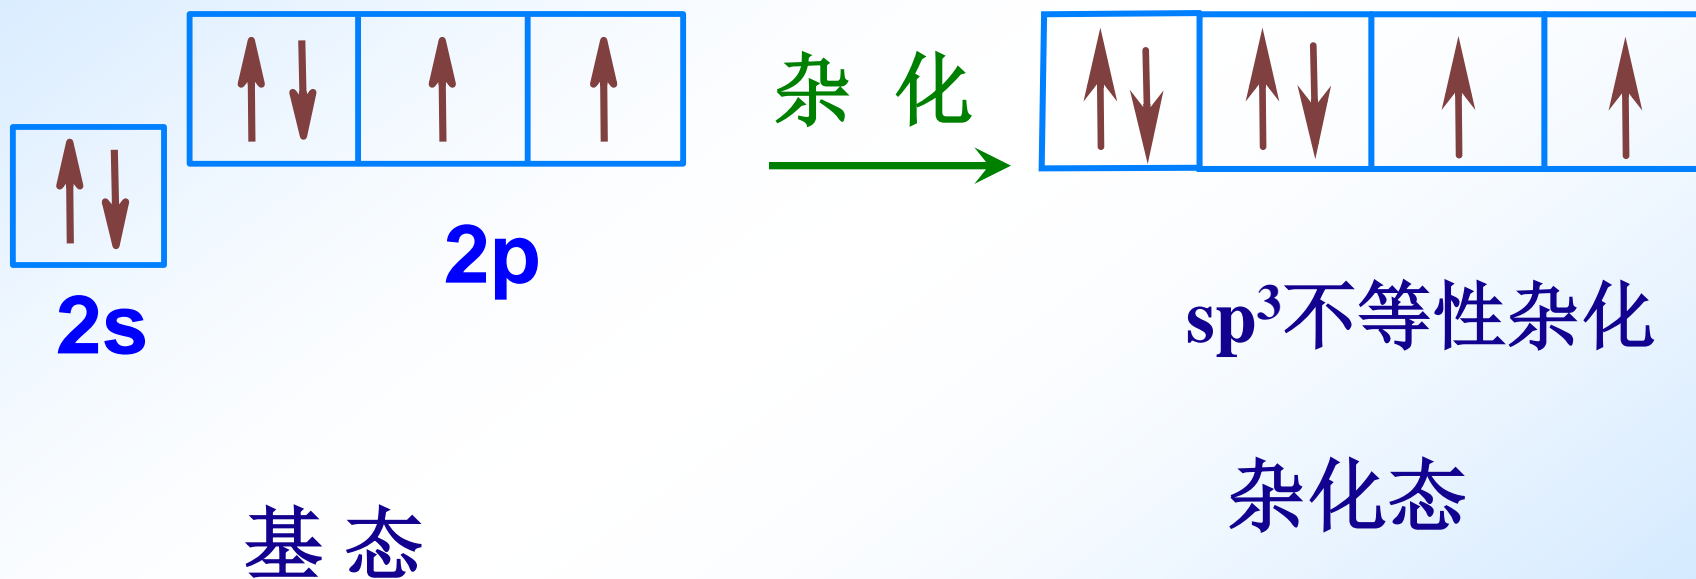 杂 化
2p
2s
sp³不等性杂化
杂化态
基 态